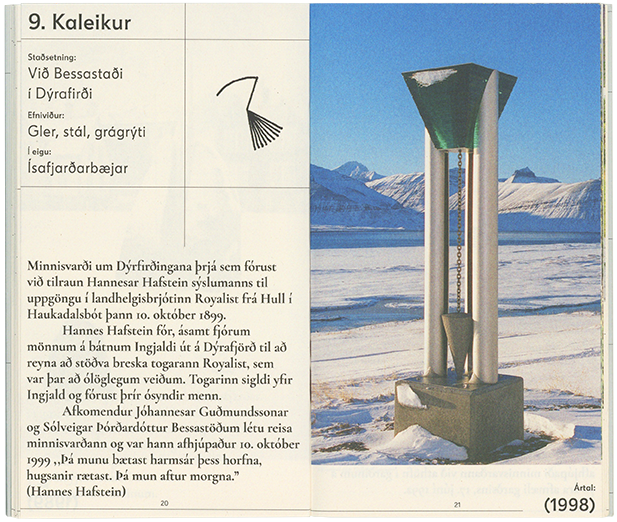 9. Kaleikur
Staðsetning:
Við Bessastaði
í Dýrafirði
Efniviður:
Gler, stál, grágrýti
Í eigu:
Ísafjarðarbæjar
Minnisvarði um Dýrfirðingana þrjá sem fórust
við tilraun Hannesar Hafstein sýslumanns til
uppgöngu í landhelgisbrjótinn Royalist frá Hull í
Haukadalsbót þann 10. október 1899.
Hannes Hafstein fór, ásamt fjórum
mönnum á bátnum Ingjaldi út á Dýrafjörð til að
reyna að stöðva breska togarann Royalist, sem
var þar að ólöglegum veiðum. Togarinn sigldi yfir
Ingjald og fórust þrír ósyndir menn.
Afkomendur Jóhannesar Guðmundssonar
og Sólveigar Þórðardóttur Bessastöðum létu reisa
minnisvarðann og var hann afhjúpaður 10. október
1999 ,,Þá munu bætast harmsár þess horfna,
hugsanir rætast. Þá mun aftur morgna.”
(Hannes Hafstein)
20
21
Ártal:
(1998)